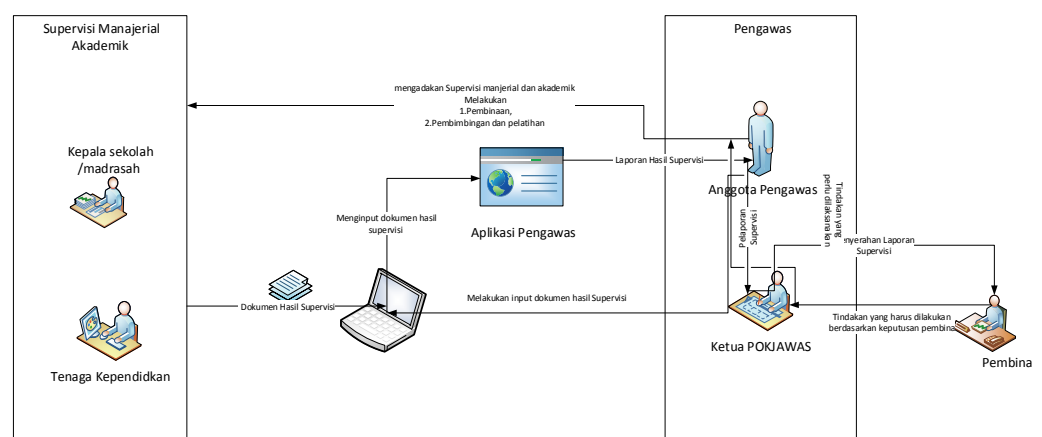 Supervisi Manajerial
Akademik
Pengawas
mengadakan Supervisi manjerial dan akademik
Melakukan
1.Pembinaan,
2.Pembimbingan dan pelatihan
Kepala sekolah
/madrasah
Laporan Hasil Supervisi
Anggota Pengawas
Tindakan yang
perlu dilaksanakan
Pelaporan
Supervisi
Menginput dokumen hasil
supervisi
Aplikasi Pengawas
enyerahan Laporan
Supervisi
Dokumen Hasil Supervisi
Melakukan input dokumen hasil Supervisi
Tindakan yang harus dilakukan
berdasarkan keputusan pembina
Ketua POKJAWAS
Pembina
Tenaga Kependidkan